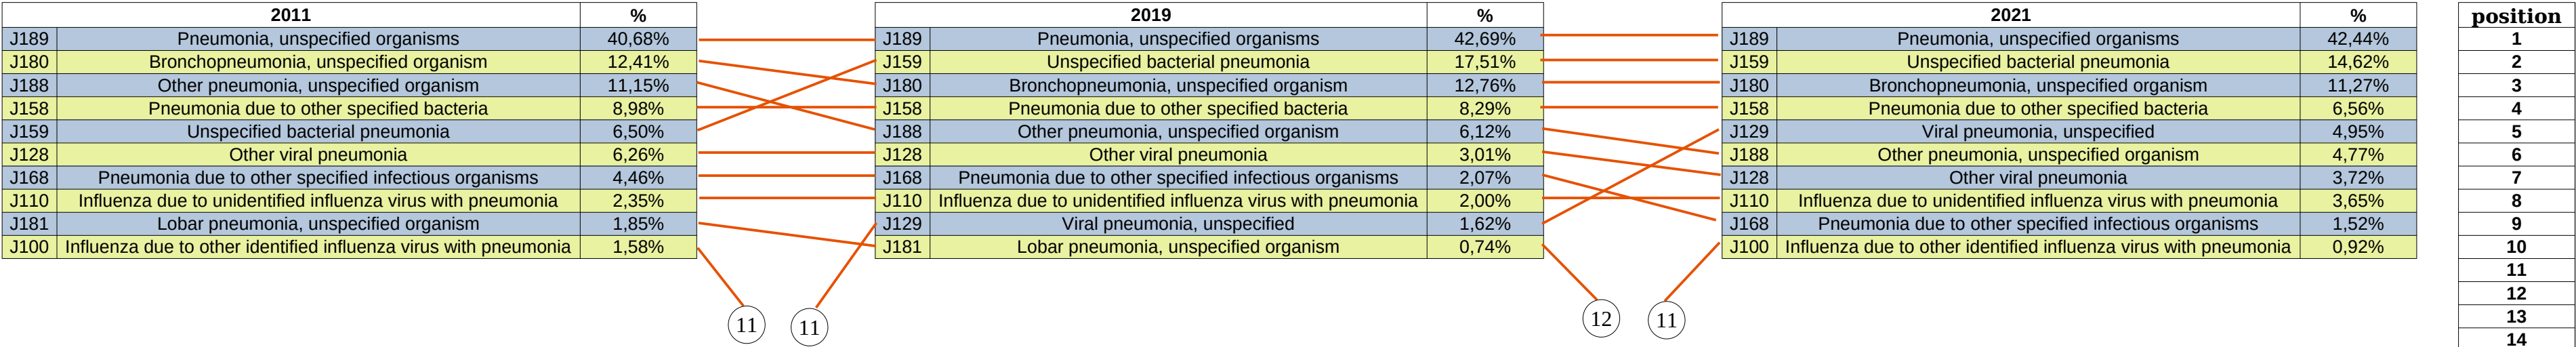 2011 % 2019 % 2021 % position
J189 Pneumonia, unspecified organisms 40,68% J189 Pneumonia, unspecified organisms 42,69% J189 Pneumonia, unspecified organisms 42,44% 1
J180 Bronchopneumonia, unspecified organism 12,41% J159 Unspecified bacterial pneumonia 17,51% J159 Unspecified bacterial pneumonia 14,62% 2
J188 Other pneumonia, unspecified organism 11,15% J180 Bronchopneumonia, unspecified organism 12,76% J180 Bronchopneumonia, unspecified organism 11,27% 3
J158 Pneumonia due to other specified bacteria 8,98% J158 Pneumonia due to other specified bacteria 8,29% J158 Pneumonia due to other specified bacteria 6,56% 4
J159 Unspecified bacterial pneumonia 6,50% J188 Other pneumonia, unspecified organism 6,12% J129 Viral pneumonia, unspecified 4,95% 5
J128 Other viral pneumonia 6,26% J128 Other viral pneumonia 3,01% J188 Other pneumonia, unspecified organism 4,77% 6
J168 Pneumonia due to other specified infectious organisms 4,46% J168 Pneumonia due to other specified infectious organisms 2,07% J128 Other viral pneumonia 3,72% 7
J110 Influenza due to unidentified influenza virus with pneumonia 2,35% J110 Influenza due to unidentified influenza virus with pneumonia 2,00% J110 Influenza due to unidentified influenza virus with pneumonia 3,65% 8
J181 Lobar pneumonia, unspecified organism 1,85% J129 Viral pneumonia, unspecified 1,62% J168 Pneumonia due to other specified infectious organisms 1,52% 9
J100 Influenza due to other identified influenza virus with pneumonia 1,58% J181 Lobar pneumonia, unspecified organism 0,74% J100 Influenza due to other identified influenza virus with pneumonia 0,92% 10
11
12
11 11 12 11 13
14